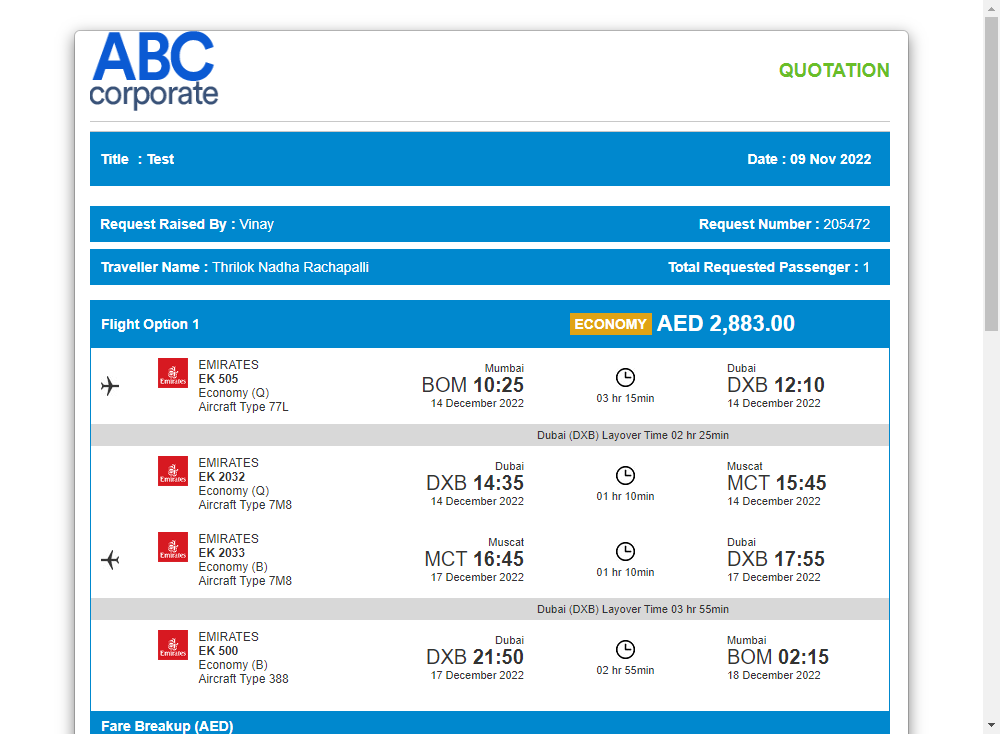 ABC
corporate
QUOTATION
Title : Test
Date : 09 Nov 2022
Request Raised By : Vinay
Request Number : 205472
Traveller Name : Thrilok Nadha Rachapalli
Total Requested Passenger : 1
Flight Option 1
ECONOMY AED 2,883.00
Emirates
EMIRATES
EK 505
Economy (Q)
Aircraft Type 77L
Mumbai
BOM 10:25
14 December 2022
03 hr 15min
Dubai
DXB 12:10
14 December 2022
Dubai (DXB) Layover Time 02 hr 25min
Emirates
EMIRATES
EK 2032
Economy (Q)
Aircraft Type 7M8
Dubai
DXB 14:35
14 December 2022
01 hr 10min
Muscat
MCT 15:45
14 December 2022
Emirates
EMIRATES
EK 2033
Economy (B)
Aircraft Type 7M8
Muscat
MCT 16:45
17 December 2022
01 hr 10min
Dubai
DXB 17:55
17 December 2022
Dubai (DXB) Layover Time 03 hr 55min
Emirates
EMIRATES
EK 500
Economy (B)
Aircraft Type 388
Dubai
DXB 21:50
17 December 2022
02 hr 55min
Mumbai
BOM 02:15
18 December 2022
Fare Breakup (AED)